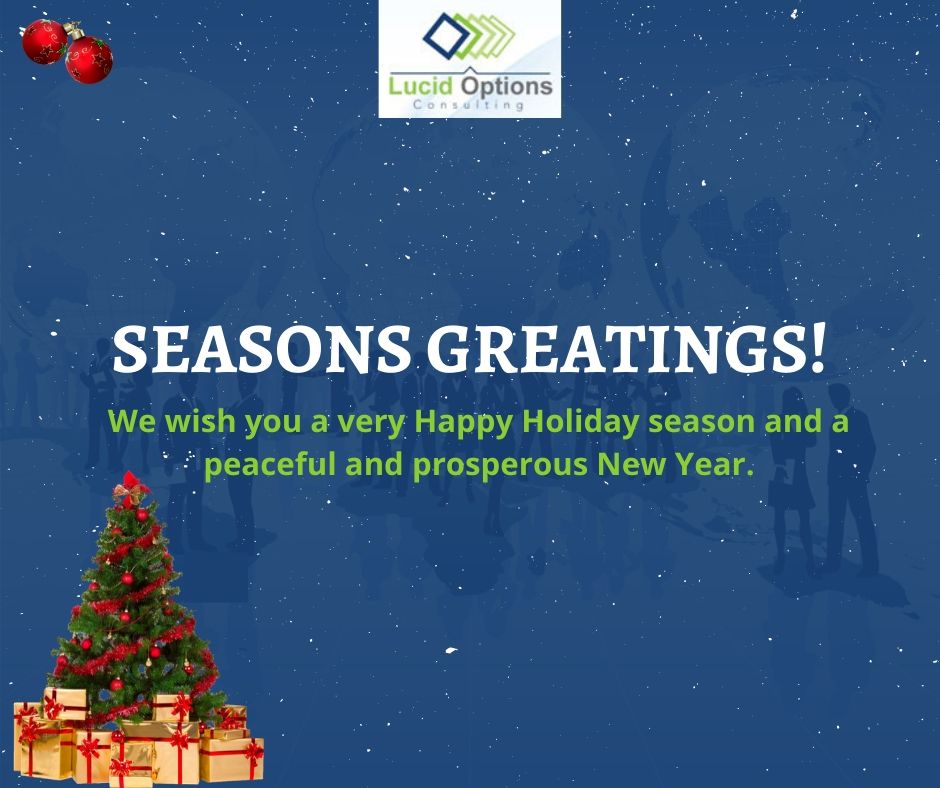 Lucid Options
Consulting
SEASONS GREATINGS!
We wish you a very Happy Holiday season and a
peaceful and prosperous New Year.